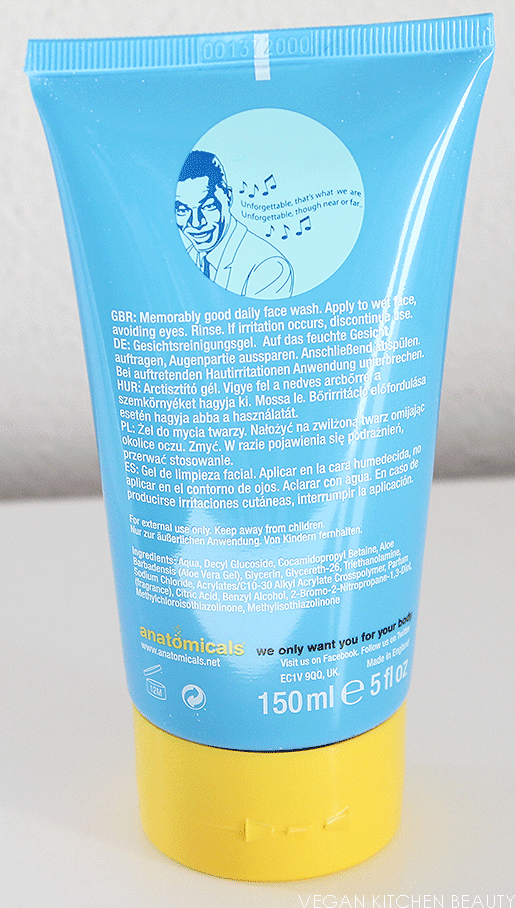 001372000
Unforgettable, that's what we are
Unforgettable, though near or far..
GBR: Memorably good daily face wash. Apply to wet face,
avoiding eyes. Rinse. If irritation occurs, discontinue use.
DE: Gesichtsreinigungsgel. Auf das feuchte Gesicht
auftragen, Augenpartie aussparen. Anschließend abspülen.
Bei auftretenden Hautirritationen Anwendung unterbrechen.
HUR: Arctisztító gél. Vigye fel a nedves arcbőrre a
szemkörnyéket hagyja ki. Mossa le. Bőrirritáció előfordulása
esetén hagyja abba a használatát.
PL: Żel do mycia twarzy. Nałożyć na zwilżoną twarz omijając
okolice oczu. Zmyć. W razie pojawienia się podrażnień,
przerwać stosowanie.
ES: Gel de limpieza facial. Aplicar en la cara humedecida, no
aplicar en el contorno de ojos. Aclarar con agua. En caso de
producirse irritaciones cutáneas, interrumpir la aplicación.
For external use only. Keep away from children.
Nur zur äußerlichen Anwendung. Von Kindern fernhalten.
Ingredients: Aqua, Decyl Glucoside, Cocamidopropyl Betaine, Aloe
Barbadensis (Aloe Vera Gel), Glycerin, Glycereth-26, Triethanolamine,
Sodium Chloride, Acrylates/C10-30 Alkyl Acrylate Crosspolymer, Parfum
(fragrance), Citric Acid, Benzyl Alcohol, 2-Bromo-2-Nitropropane-1,3-Diol,
Methylchloroisothiazolinone, Methylisothiazolinone
anatomicals we only want you for your body
www.anatomicals.net Visit us on Facebook. Follow us on Twitter
EC1V 9QQ, UK. Made in England
12M 150ml e 5 fl oz
VEGAN KITCHEN BEAUTY